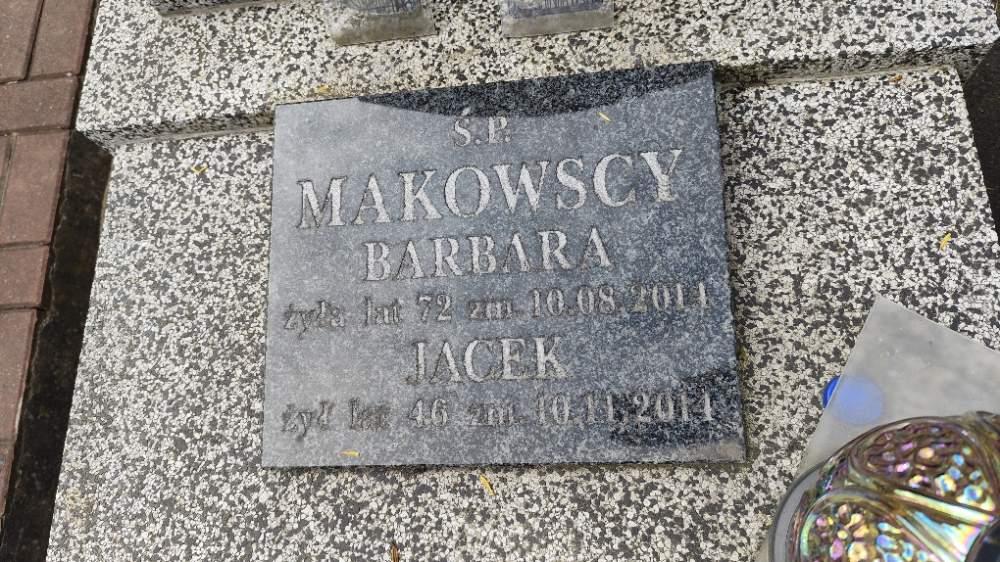 Ś.P.
MAKOWSCY
BARBARA
żyła lat 72 zm. 10.08.2014
JACEK
żył lat 46 zm. 10.11.2014